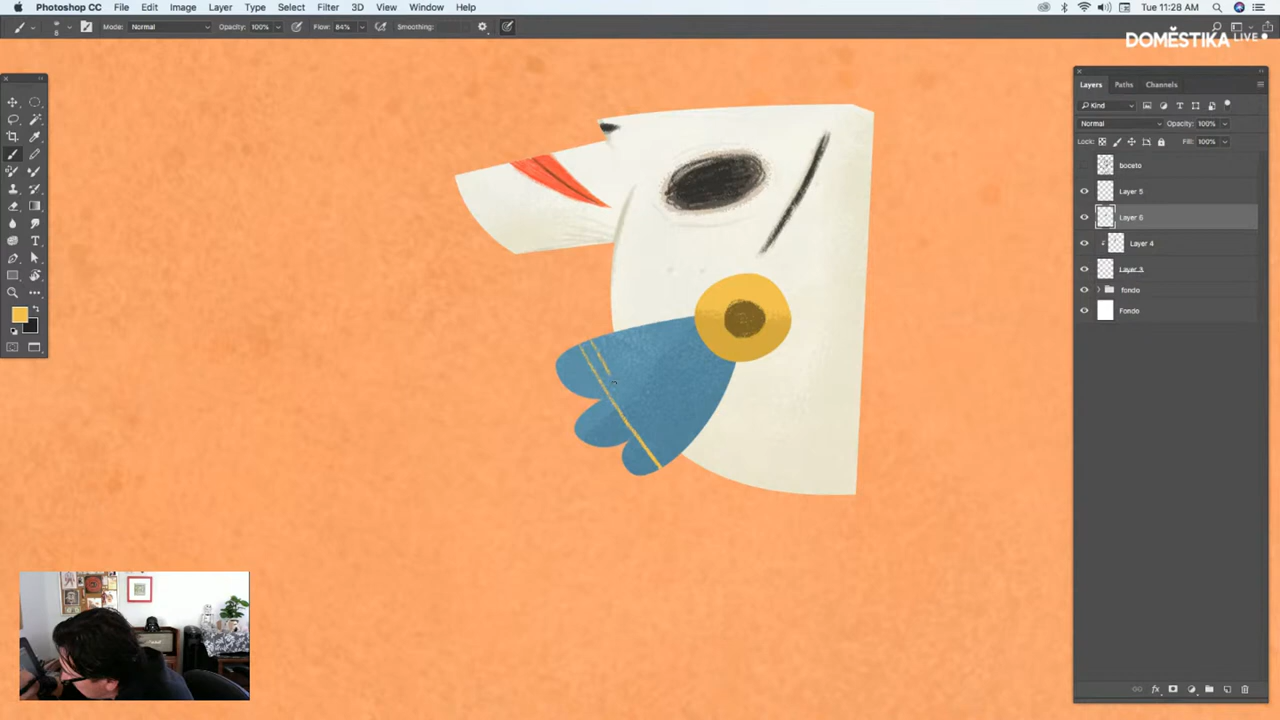 Photoshop CC File Edit Image Layer Type Select Filter 3D View Window Help Tue 11:28 AM
8 Mode: Normal Opacity: 100% Flow: 84% Smoothing:
DOMESTIKA LIVE
Layers Paths Channels
Kind
Normal Opacity: 100%
Lock: Fill: 100%
boceto
Layer 5
Layer 6
Layer 4
Layer 3
fondo
Fondo